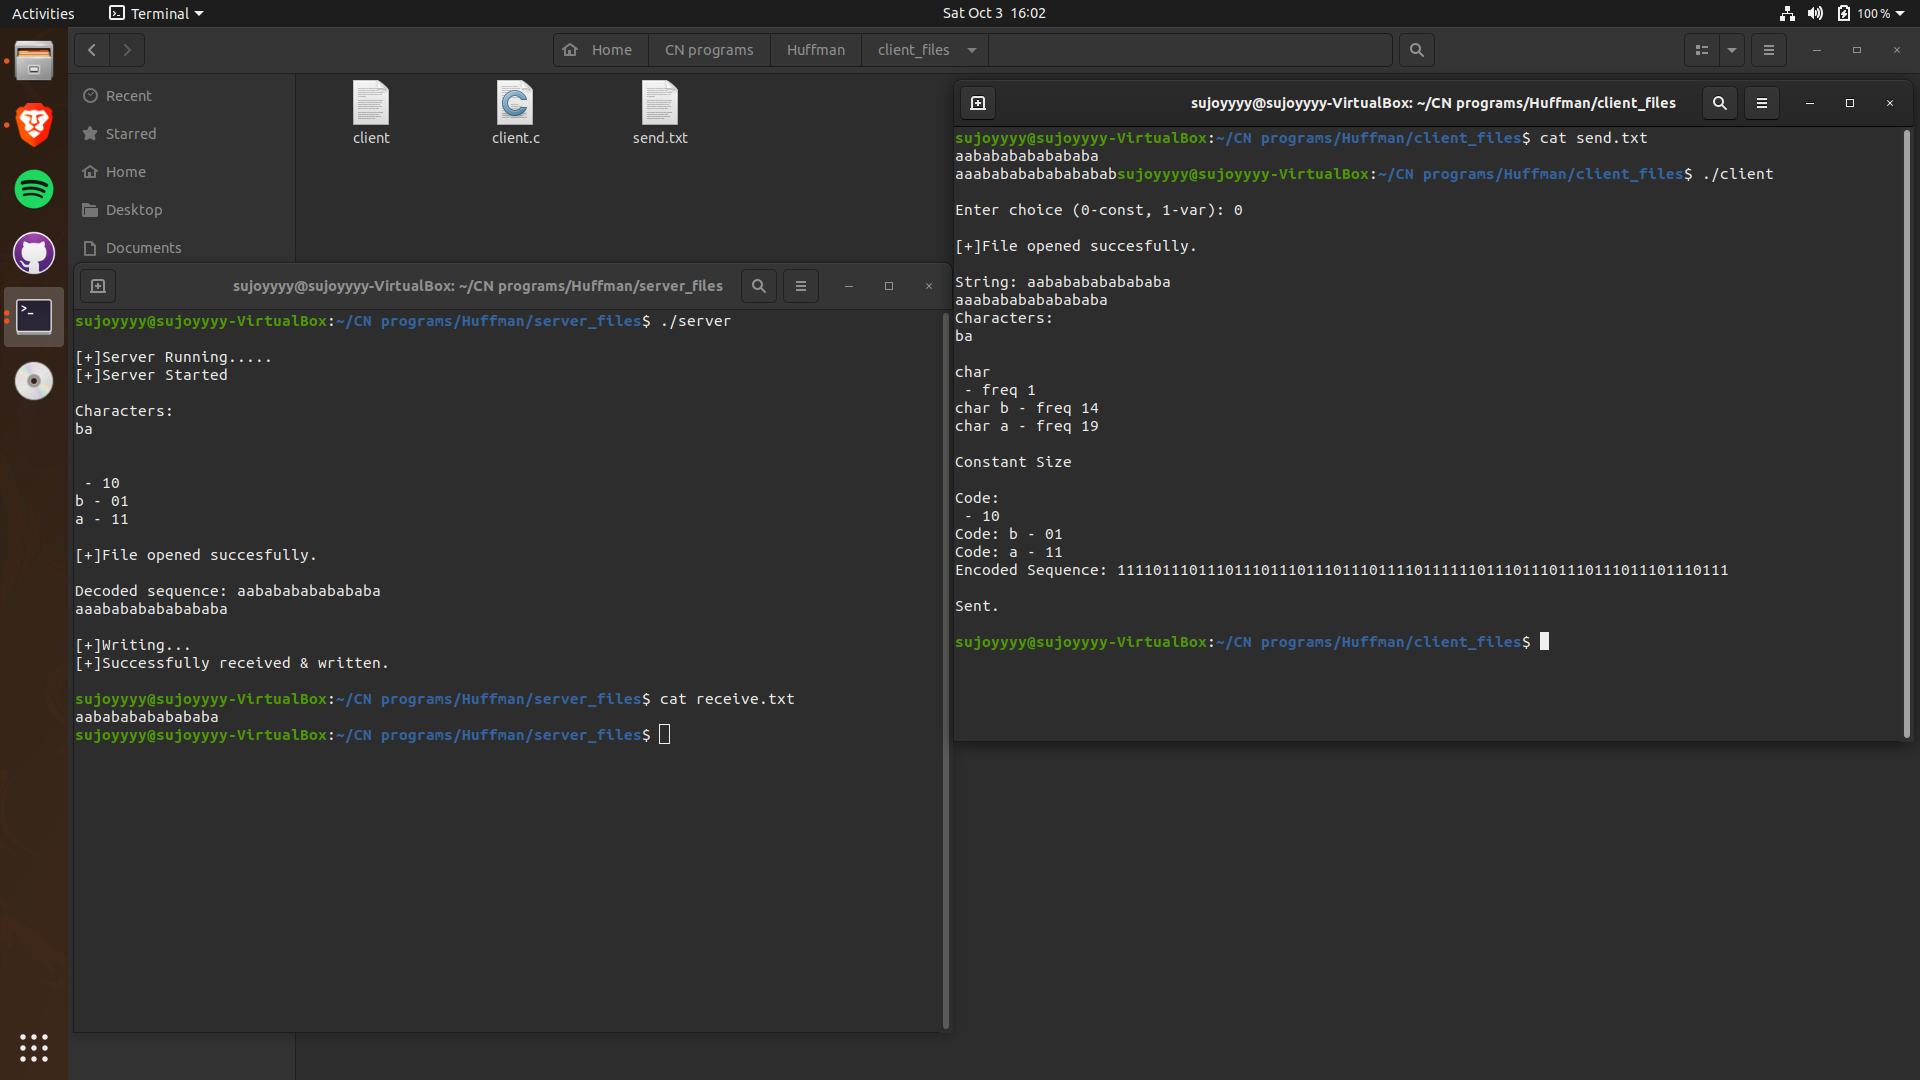 Activities
Terminal
Sat Oct 3 16:02
100 %
Home
CN programs
Huffman
client_files
Recent
Starred
Home
Desktop
Documents
client
client.c
send.txt
sujoyyyy@sujoyyyy-VirtualBox: ~/CN programs/Huffman/server_files
sujoyyyy@sujoyyyy-VirtualBox:~/CN programs/Huffman/server_files$ ./server
[+]Server Running.....
[+]Server Started
Characters:
ba
- 10
b - 01
a - 11
[+]File opened succesfully.
Decoded sequence: aabababababababa
aaabababababababa
[+]Writing...
[+]Successfully received & written.
sujoyyyy@sujoyyyy-VirtualBox:~/CN programs/Huffman/server_files$ cat receive.txt
aabababababababa
sujoyyyy@sujoyyyy-VirtualBox:~/CN programs/Huffman/server_files$
sujoyyyy@sujoyyyy-VirtualBox: ~/CN programs/Huffman/client_files
sujoyyyy@sujoyyyy-VirtualBox:~/CN programs/Huffman/client_files$ cat send.txt
aabababababababa
aaabababababababab​sujoyyyy@sujoyyyy-VirtualBox:~/CN programs/Huffman/client_files$ ./client
Enter choice (0-const, 1-var): 0
[+]File opened succesfully.
String: aabababababababa
aaabababababababa
Characters:
ba
char
- freq 1
char b - freq 14
char a - freq 19
Constant Size
Code:
- 10
Code: b - 01
Code: a - 11
Encoded Sequence: 11110111011101110111011101110111101111110111011101110111011101110111
Sent.
sujoyyyy@sujoyyyy-VirtualBox:~/CN programs/Huffman/client_files$